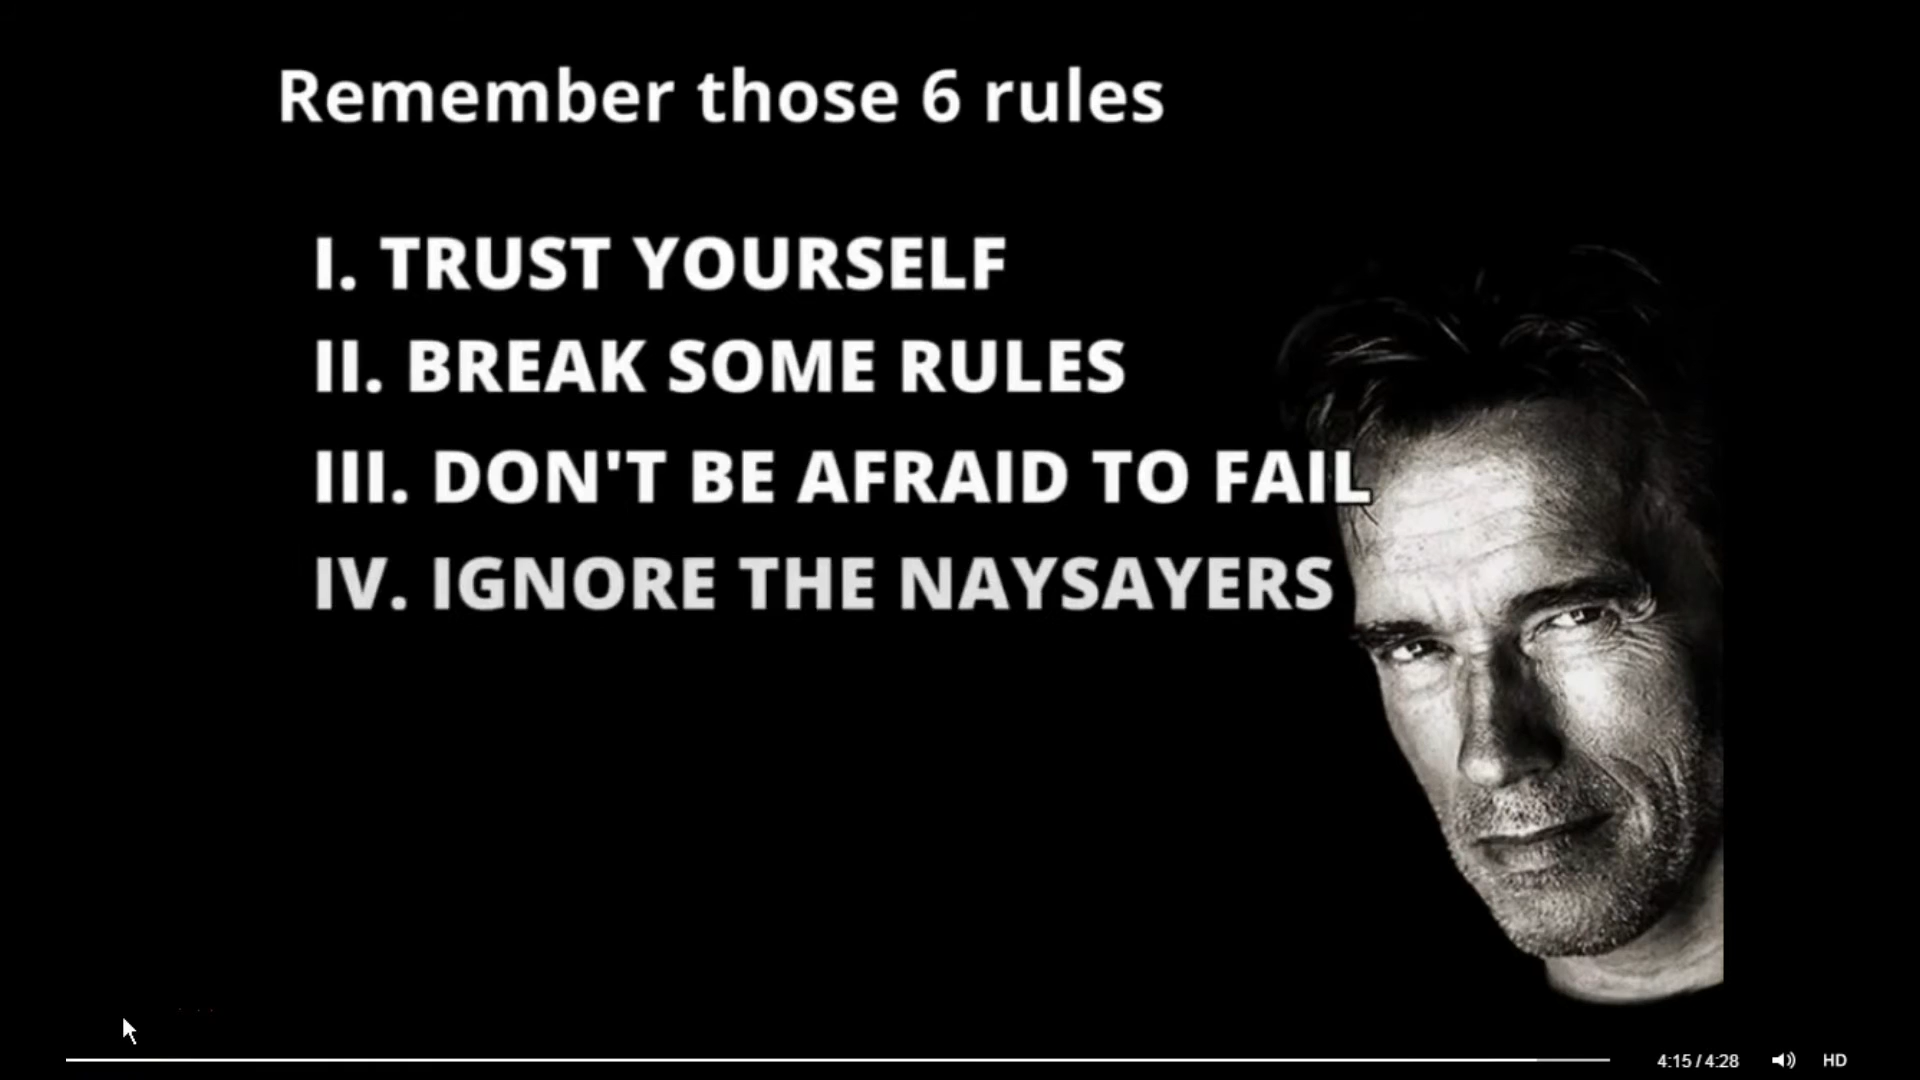 Remember those 6 rules
I. TRUST YOURSELF
II. BREAK SOME RULES
III. DON'T BE AFRAID TO FAIL
IV. IGNORE THE NAYSAYERS
4:15 / 4:28 HD